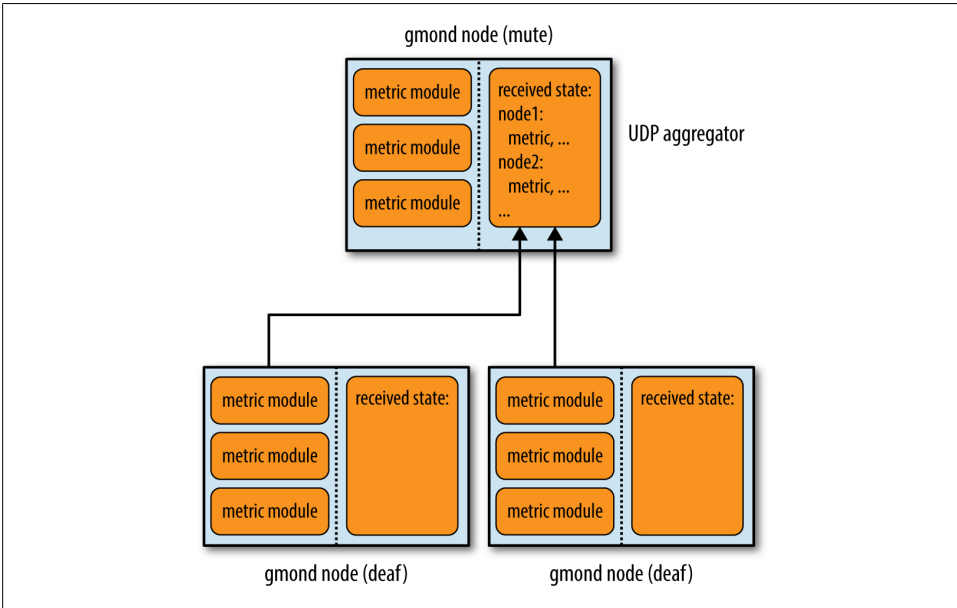 gmond node (mute)
metric module
metric module
metric module
received state:
node1:
metric, ...
node2:
metric, ...
...
UDP aggregator
metric module
metric module
metric module
received state:
metric module
metric module
metric module
received state:
gmond node (deaf)
gmond node (deaf)